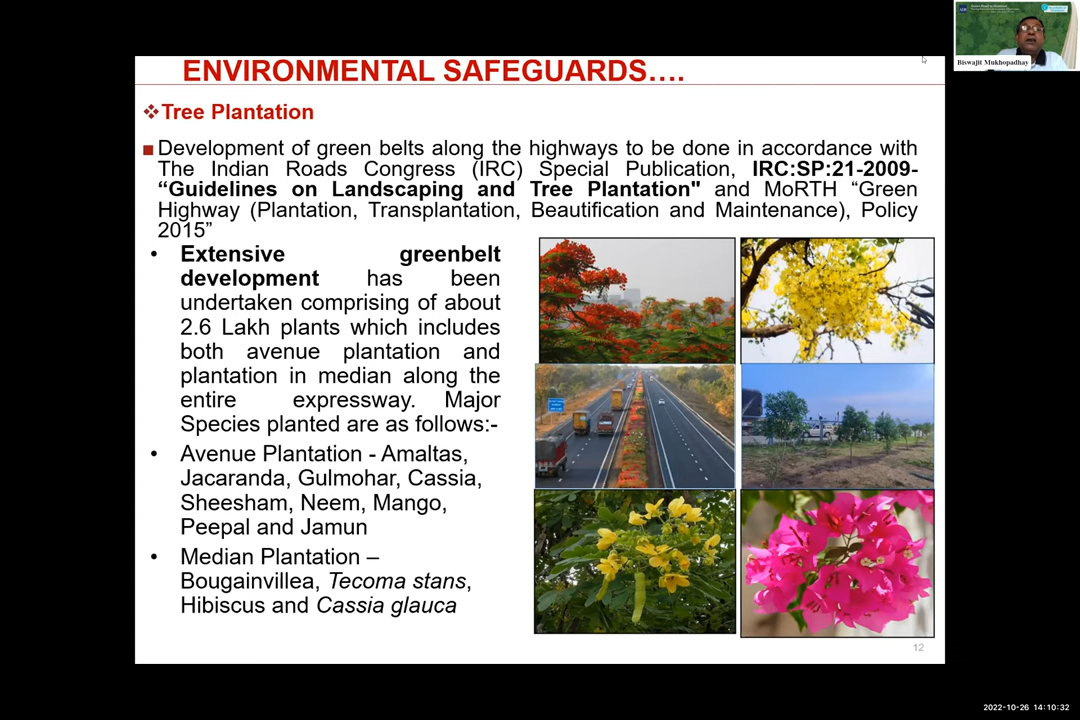 Biswajit Mukhopadhay
ENVIRONMENTAL SAFEGUARDS….
❖Tree Plantation
■ Development of green belts along the highways to be done in accordance with
The Indian Roads Congress (IRC) Special Publication, IRC:SP:21-2009-
“Guidelines on Landscaping and Tree Plantation" and MoRTH “Green
Highway (Plantation, Transplantation, Beautification and Maintenance), Policy
2015”
• Extensive greenbelt
development has been
undertaken comprising of about
2.6 Lakh plants which includes
both avenue plantation and
plantation in median along the
entire expressway. Major
Species planted are as follows:-
• Avenue Plantation - Amaltas,
Jacaranda, Gulmohar, Cassia,
Sheesham, Neem, Mango,
Peepal and Jamun
• Median Plantation –
Bougainvillea, Tecoma stans,
Hibiscus and Cassia glauca
12
2022-10-26 14:10:32